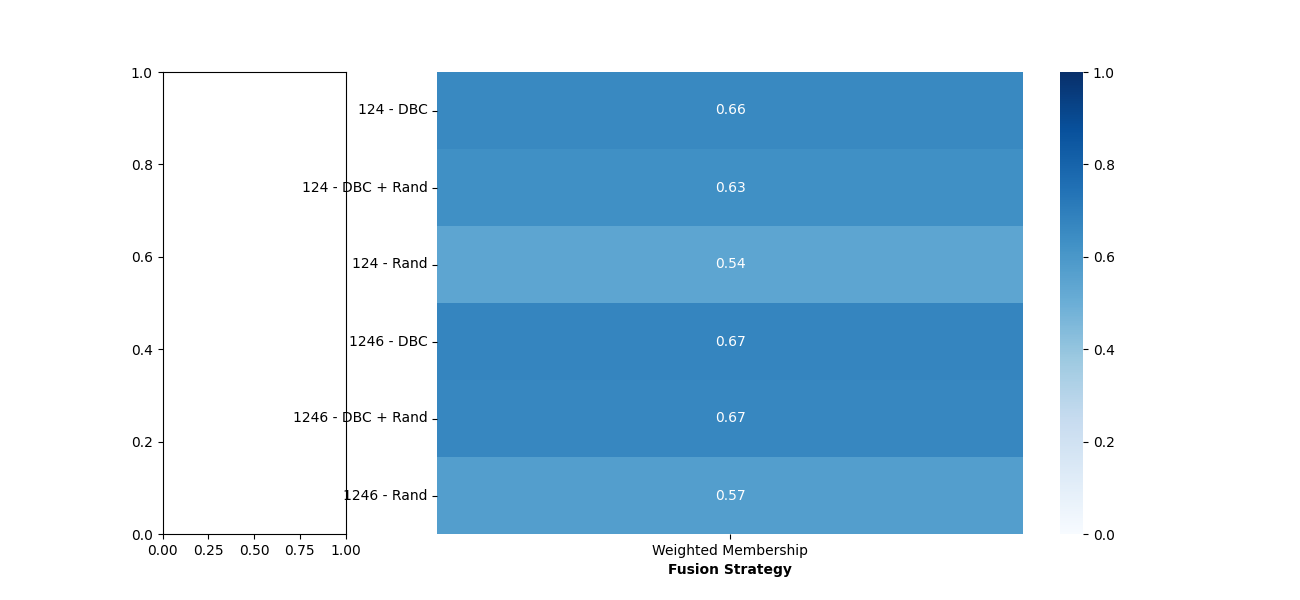 1.0
0.8
0.6
0.4
0.2
0.0
0.00 0.25 0.50 0.75 1.00
124 - DBC
124 - DBC + Rand
124 - Rand
1246 - DBC
1246 - DBC + Rand
1246 - Rand
0.66
0.63
0.54
0.67
0.67
0.57
Weighted Membership
Fusion Strategy
1.0
0.8
0.6
0.4
0.2
0.0